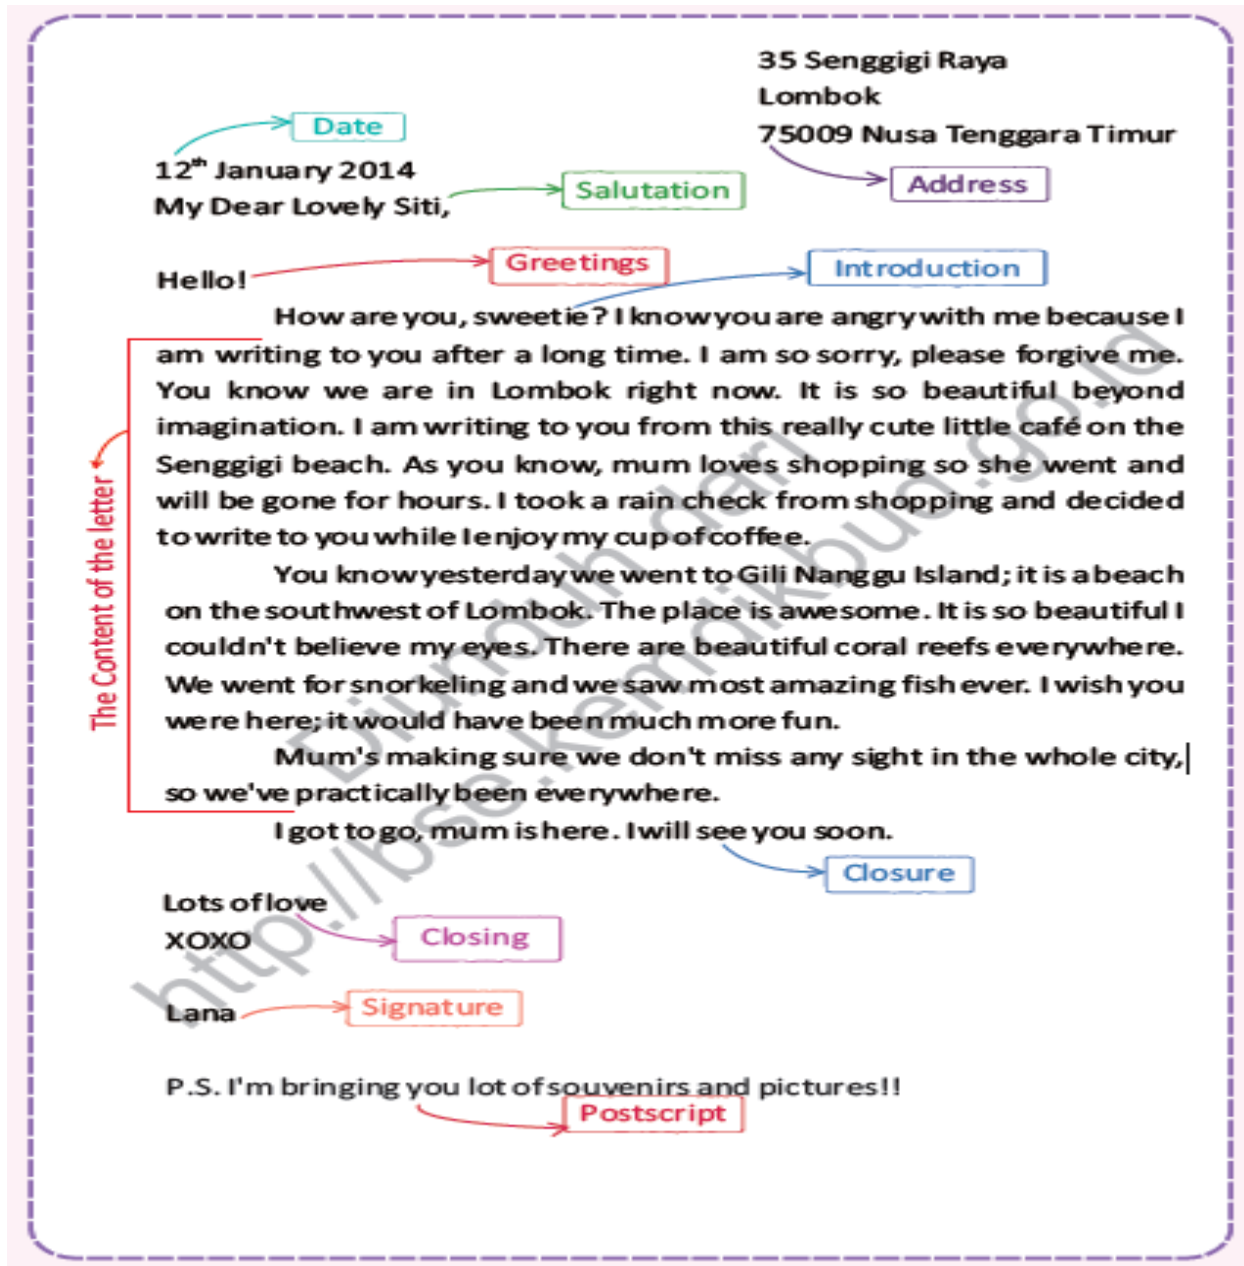 35 Senggigi Raya
Lombok
75009 Nusa Tenggara Timur
Address
Date
12th January 2014
My Dear Lovely Siti,
Salutation
Hello!
Greetings
Introduction
How are you, sweetie? I know you are angry with me because I
am writing to you after a long time. I am so sorry, please forgive me.
You know we are in Lombok right now. It is so beautiful beyond
imagination. I am writing to you from this really cute little café on the
Senggigi beach. As you know, mum loves shopping so she went and
will be gone for hours. I took a rain check from shopping and decided
to write to you while I enjoy my cup of coffee.
You know yesterday we went to Gili Nanggu Island; it is a beach
on the southwest of Lombok. The place is awesome. It is so beautiful I
couldn't believe my eyes. There are beautiful coral reefs everywhere.
We went for snorkeling and we saw most amazing fish ever. I wish you
were here; it would have been much more fun.
Mum's making sure we don't miss any sight in the whole city,
so we've practically been everywhere.
The Content of the letter
I got to go, mum is here. I will see you soon.
Closure
Lots of love
XOXO
Closing
Lana
Signature
P.S. I'm bringing you lot of souvenirs and pictures!!
Postscript
Diunduh dari
http://bse.kemdikbud.go.id